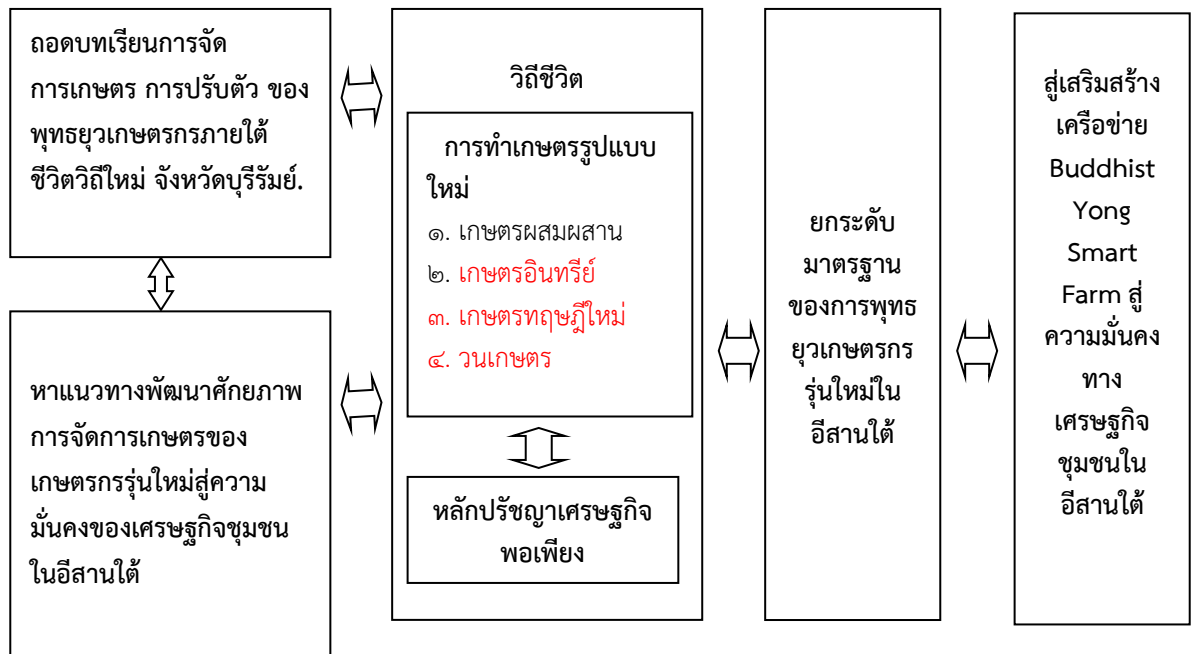 ถอดบทเรียนการจัด
การเกษตร การปรับตัว ของ
พุทธยุวเกษตรกรภายใต้
ชีวิตวิถีใหม่ จังหวัดบุรีรัมย์.
หาแนวทางพัฒนาศักยภาพ
การจัดการเกษตรของ
เกษตรกรรุ่นใหม่สู่ความ
มั่นคงของเศรษฐกิจชุมชน
ในอีสานใต้
วิถีชีวิต
การทำเกษตรรูปแบบ
ใหม่
๑. เกษตรผสมผสาน
๒. เกษตรอินทรีย์
๓. เกษตรทฤษฎีใหม่
๔. วนเกษตร
หลักปรัชญาเศรษฐกิจ
พอเพียง
ยกระดับ
มาตรฐาน
ของการพุทธ
ยุวเกษตรกร
รุ่นใหม่ใน
อีสานใต้
สู่เสริมสร้าง
เครือข่าย
Buddhist
Yong
Smart
Farm สู่
ความมั่นคง
ทาง
เศรษฐกิจ
ชุมชนใน
อีสานใต้